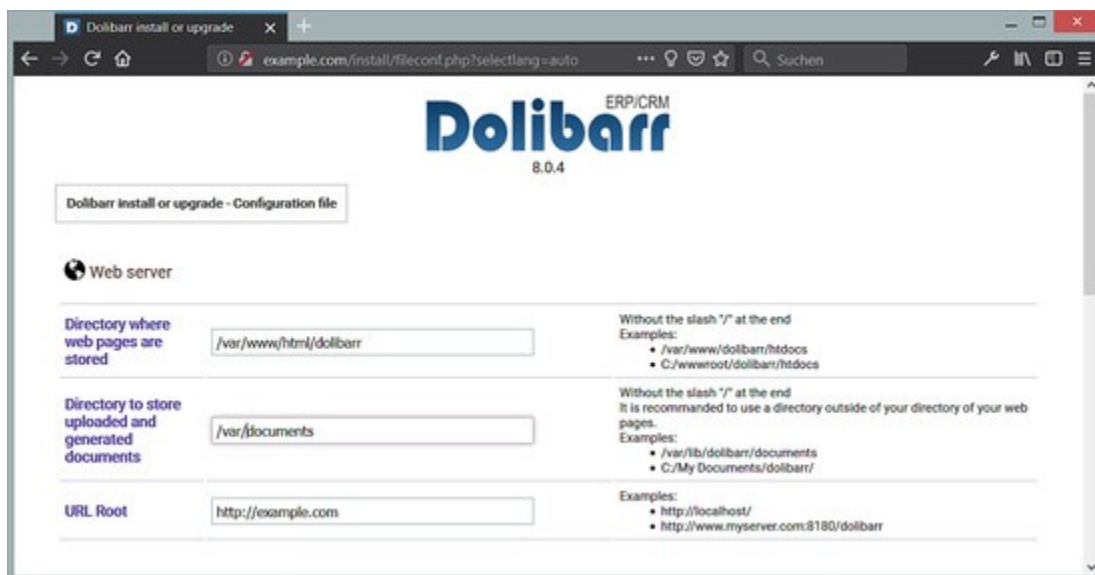 Dolibarr install or upgrade
example.com/install/fileconf.php?selectlang=auto
Suchen
ERP/CRM
Dolibarr
8.0.4
Dolibarr install or upgrade - Configuration file
Web server
Directory where
web pages are
stored
/var/www/html/dolibarr
Without the slash "/" at the end
Examples:
• /var/www/dolibarr/htdocs
• C:/wwwroot/dolibarr/htdocs
Directory to store
uploaded and
generated
documents
/var/documents
Without the slash "/" at the end
It is recommanded to use a directory outside of your directory of your web
pages.
Examples:
• /var/lib/dolibarr/documents
• C:/My Documents/dolibarr/
URL Root
http://example.com
Examples:
• http://localhost/
• http://www.myserver.com:8180/dolibarr